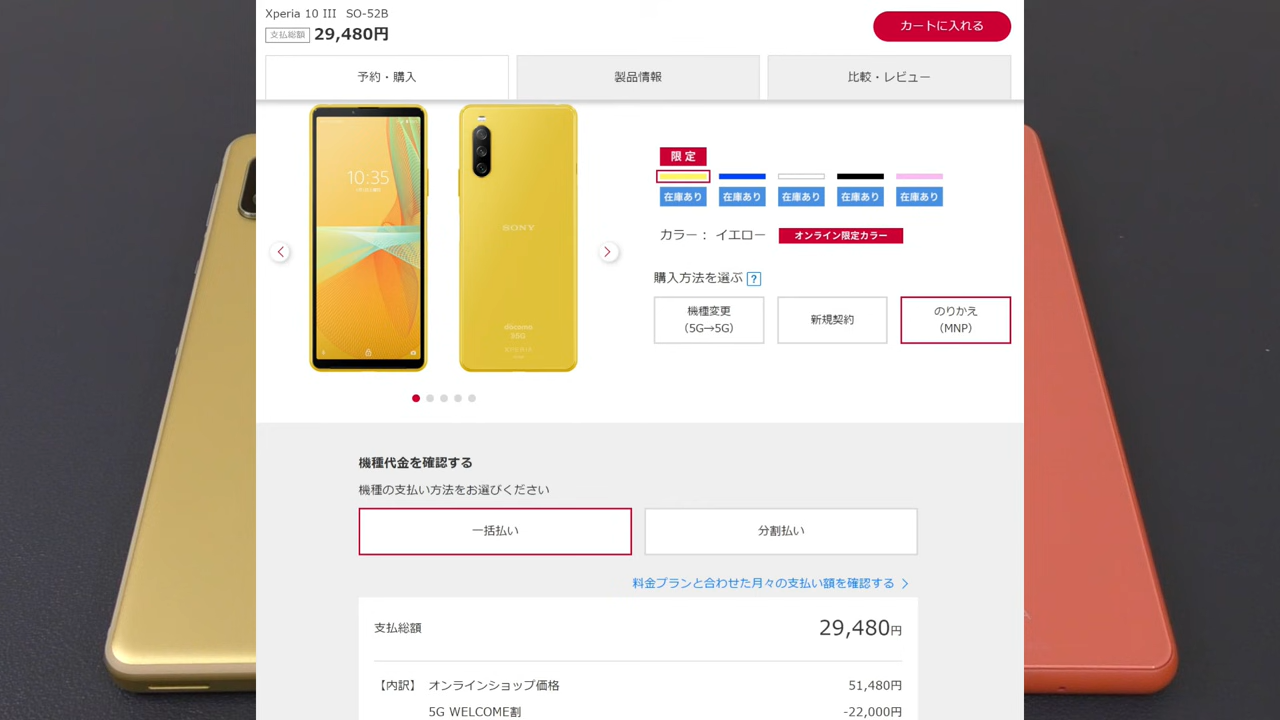 Xperia 10 III SO-52B
支払総額 29,480円
カートに入れる
予約・購入
製品情報
比較・レビュー
10:35
SONY
docomo
限定
在庫あり 在庫あり 在庫あり 在庫あり 在庫あり
カラー： イエロー オンライン限定カラー
購入方法を選ぶ ?
機種変更
（5G→5G）
新規契約
のりかえ
（MNP）
機種代金を確認する
機種の支払い方法をお選びください
一括払い
分割払い
料金プランと合わせた月々の支払い額を確認する
支払総額 29,480円
【内訳】 オンラインショップ価格 51,480円
5G WELCOME割 -22,000円